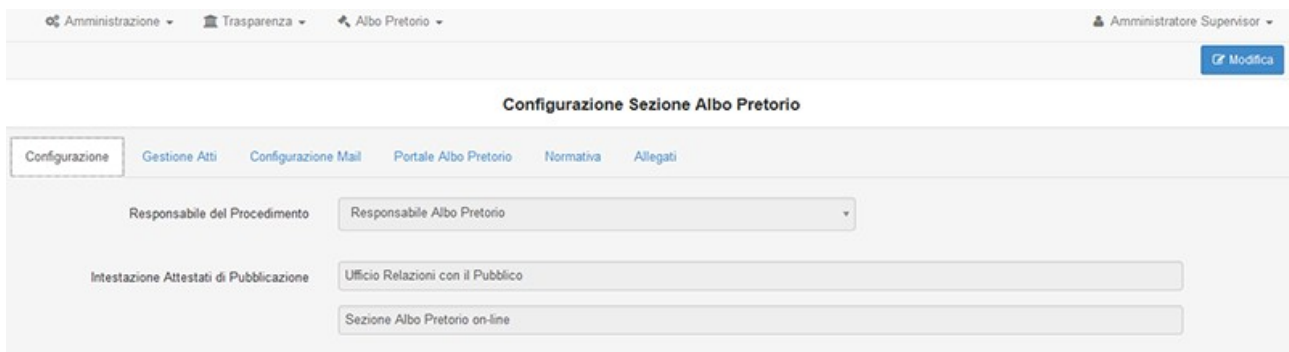 Amministrazione Trasparenza Albo Pretorio Amministratore Supervisor
Modifica
Configurazione Sezione Albo Pretorio
Configurazione Gestione Atti Configurazione Mail Portale Albo Pretorio Normativa Allegati
Responsabile del Procedimento Responsabile Albo Pretorio
Intestazione Attestati di Pubblicazione Ufficio Relazioni con il Pubblico
Sezione Albo Pretorio on-line